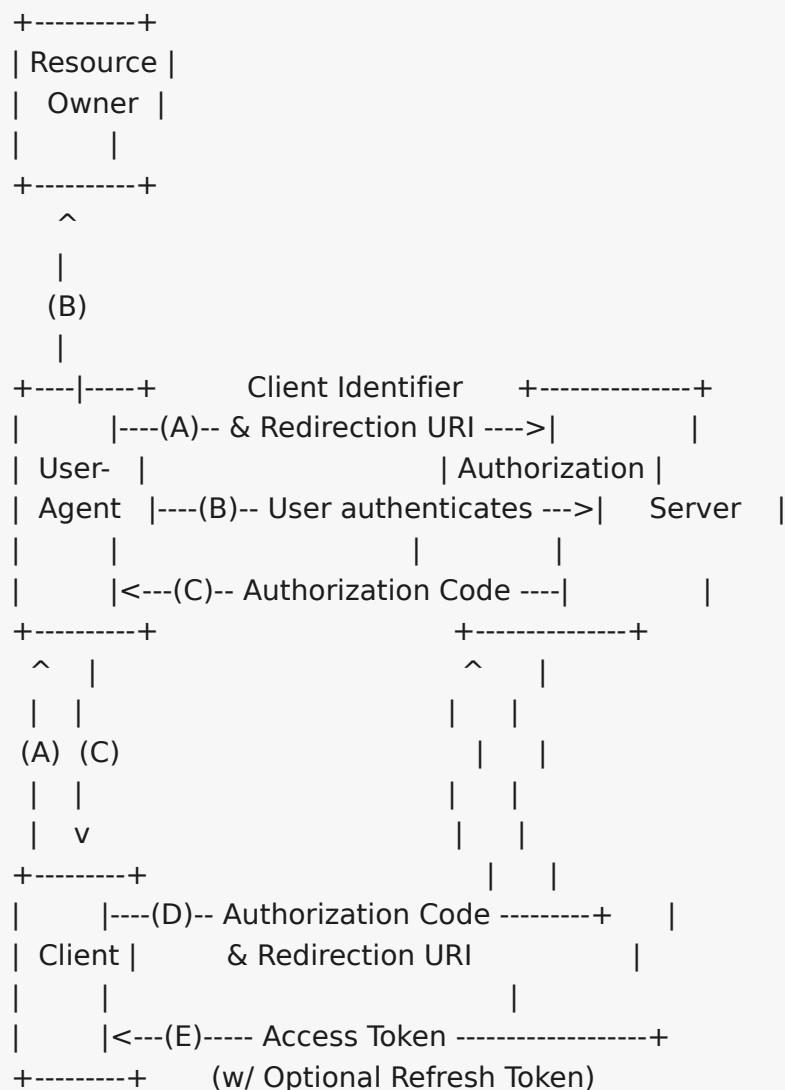 +----------+
| Resource |
|   Owner  |
|          |
+----------+
     ^
     |
    (B)
     |
+----|-----+          Client Identifier      +---------------+
|         |----(A)-- & Redirection URI ---->|               |
|  User-   |                                 | Authorization |
|  Agent   |----(B)-- User authenticates --->|     Server    |
|          |                                 |               |
|         |<---(C)-- Authorization Code ----|               |
+----------+                                 +---------------+
  ^    |                                         ^      |
  |    |                                         |      |
 (A)  (C)                                        |      |
  |    |                                         |      |
  |    v                                         |      |
+---------+                                      |      |
|         |----(D)-- Authorization Code ---------+      |
|  Client |          & Redirection URI                  |
|         |                                             |
|         |<---(E)----- Access Token -------------------+
+---------+       (w/ Optional Refresh Token)